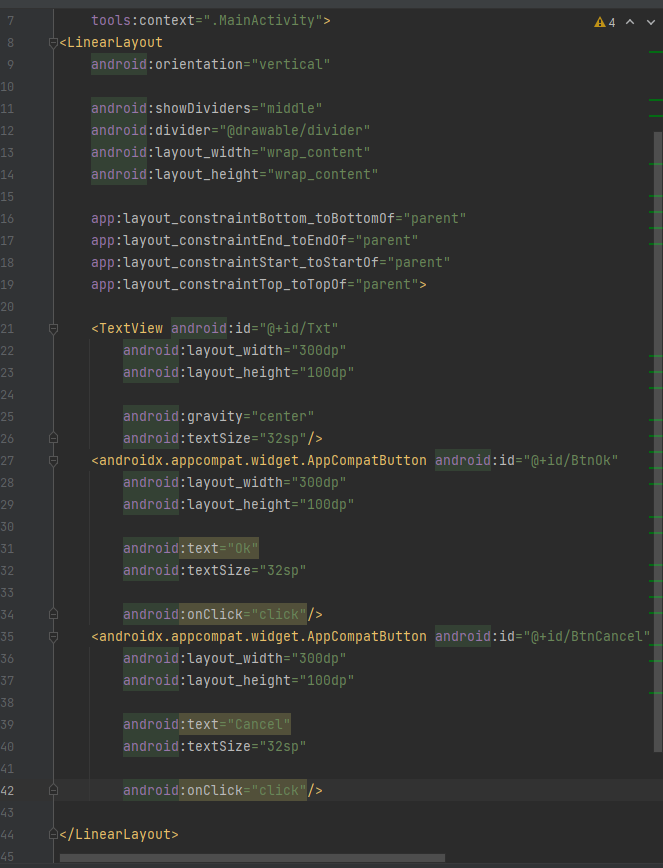 4
7 tools:context=".MainActivity">
8 <LinearLayout
9 android:orientation="vertical"
10
11 android:showDividers="middle"
12 android:divider="@drawable/divider"
13 android:layout_width="wrap_content"
14 android:layout_height="wrap_content"
15
16 app:layout_constraintBottom_toBottomOf="parent"
17 app:layout_constraintEnd_toEndOf="parent"
18 app:layout_constraintStart_toStartOf="parent"
19 app:layout_constraintTop_toTopOf="parent">
20
21 <TextView android:id="@+id/Txt"
22 android:layout_width="300dp"
23 android:layout_height="100dp"
24
25 android:gravity="center"
26 android:textSize="32sp"/>
27 <androidx.appcompat.widget.AppCompatButton android:id="@+id/BtnOk"
28 android:layout_width="300dp"
29 android:layout_height="100dp"
30
31 android:text="Ok"
32 android:textSize="32sp"
33
34 android:onClick="click"/>
35 <androidx.appcompat.widget.AppCompatButton android:id="@+id/BtnCancel"
36 android:layout_width="300dp"
37 android:layout_height="100dp"
38
39 android:text="Cancel"
40 android:textSize="32sp"
41
42 android:onClick="click"/>
43
44 </LinearLayout>
45